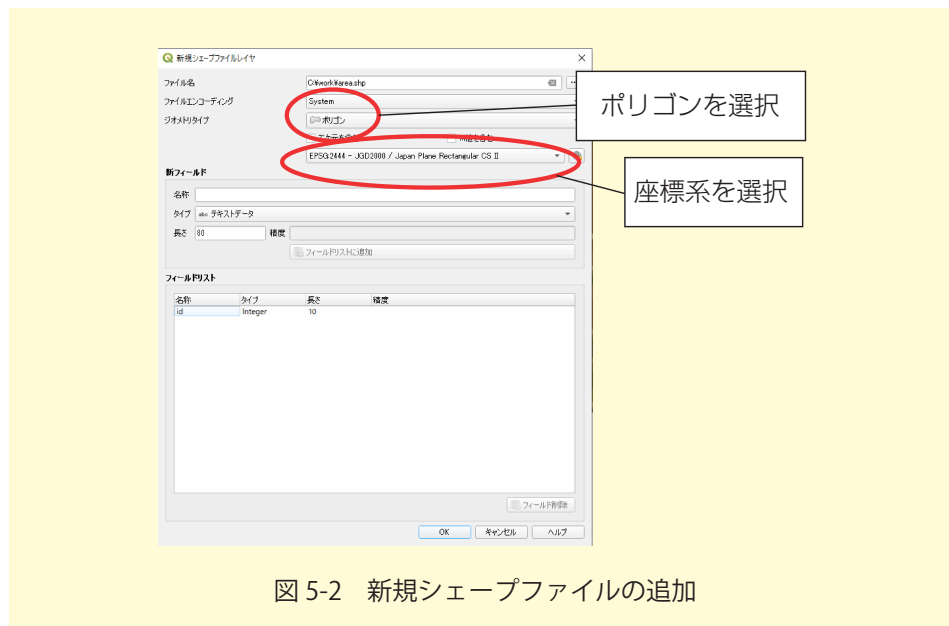 新規シェープファイルレイヤ
ファイル名 C:¥work¥area.shp
ファイルエンコーディング System
ポリゴンを選択
ジオメトリタイプ ポリゴン
EPSG:2444 - JGD2000 / Japan Plane Rectangular CS II
座標系を選択
新フィールド
名称
タイプ abc テキストデータ
長さ 80 精度
フィールドリストに追加
フィールドリスト
名称 タイプ 長さ 精度
id Integer 10
フィールド削除
OK キャンセル ヘルプ
図 5-2 新規シェープファイルの追加